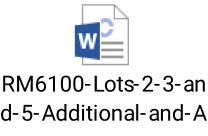 W
RM6100-Lots-2-3-an
d-5-Additional-and-A